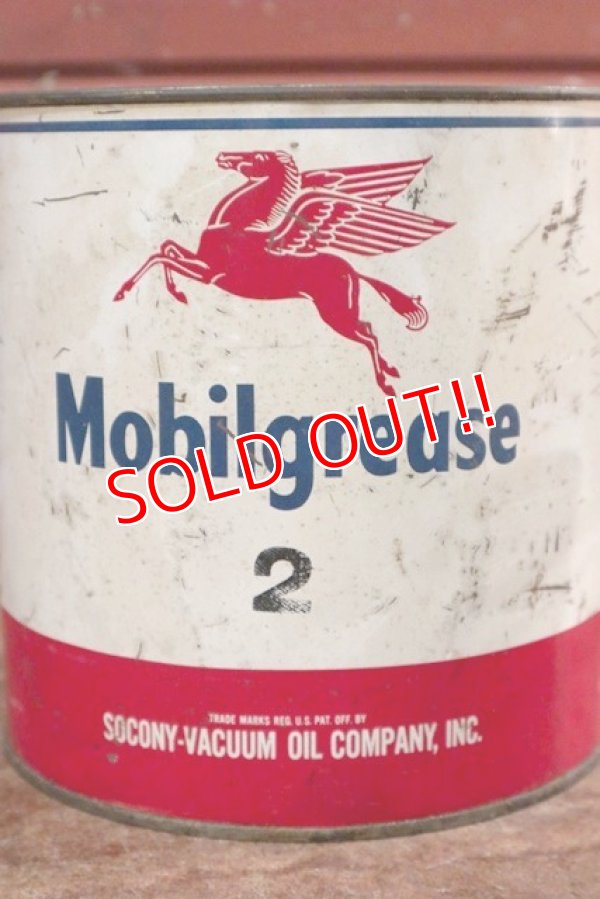 Mobilgrease
SOLD OUT!!
2
TRADE MARKS REG. U.S. PAT. OFF. BY
SOCONY-VACUUM OIL COMPANY, INC.